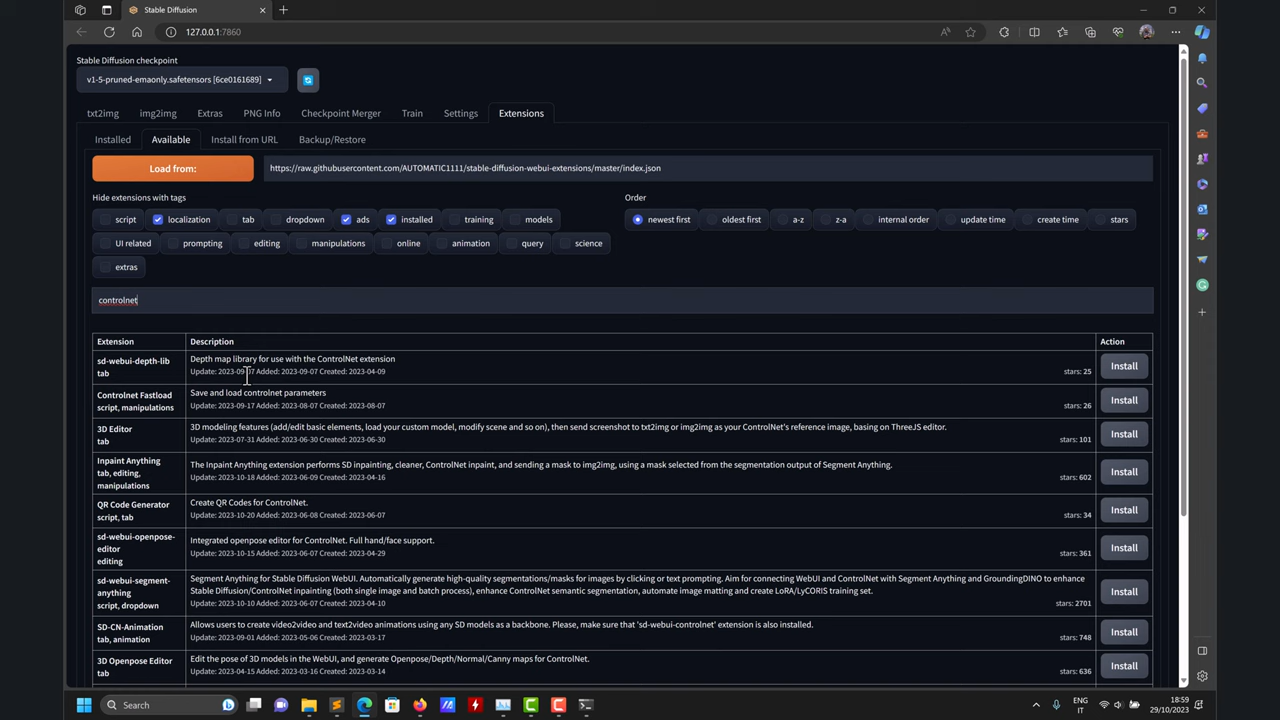 Stable Diffusion
127.0.0.1:7860
Stable Diffusion checkpoint
v1-5-pruned-emaonly.safetensors [6ce0161689]
txt2img img2img Extras PNG Info Checkpoint Merger Train Settings Extensions
Installed Available Install from URL Backup/Restore
Load from: https://raw.githubusercontent.com/AUTOMATIC1111/stable-diffusion-webui-extensions/master/index.json
Hide extensions with tags Order
script localization tab dropdown ads installed training models newest first oldest first a-z z-a internal order update time create time stars
UI related prompting editing manipulations online animation query science
extras
controlnet
Extension Description Action
sd-webui-depth-lib
tab
Depth map library for use with the ControlNet extension
Update: 2023-09-07 Added: 2023-09-07 Created: 2023-04-09 stars: 25
Install
Controlnet Fastload
script, manipulations
Save and load controlnet parameters
Update: 2023-09-17 Added: 2023-08-07 Created: 2023-08-07 stars: 26
Install
3D Editor
tab
3D modeling features (add/edit basic elements, load your custom model, modify scene and so on), then send screenshot to txt2img or img2img as your ControlNet's reference image, basing on ThreeJS editor.
Update: 2023-07-31 Added: 2023-06-30 Created: 2023-06-30 stars: 101
Install
Inpaint Anything
tab, editing,
manipulations
The Inpaint Anything extension performs SD inpainting, cleaner, ControlNet inpaint, and sending a mask to img2img, using a mask selected from the segmentation output of Segment Anything.
Update: 2023-10-18 Added: 2023-06-09 Created: 2023-04-16 stars: 602
Install
QR Code Generator
script, tab
Create QR Codes for ControlNet.
Update: 2023-10-20 Added: 2023-06-08 Created: 2023-06-07 stars: 34
Install
sd-webui-openpose-
editor
editing
Integrated openpose editor for ControlNet. Full hand/face support.
Update: 2023-10-15 Added: 2023-06-07 Created: 2023-04-29 stars: 361
Install
sd-webui-segment-
anything
script, dropdown
Segment Anything for Stable Diffusion WebUI. Automatically generate high-quality segmentations/masks for images by clicking or text prompting. Aim for connecting WebUI and ControlNet with Segment Anything and GroundingDINO to enhance
Stable Diffusion/ControlNet inpainting (both single image and batch process), enhance ControlNet semantic segmentation, automate image matting and create LoRA/LyCORIS training set.
Update: 2023-10-10 Added: 2023-06-07 Created: 2023-04-10 stars: 2701
Install
SD-CN-Animation
tab, animation
Allows users to create video2video and text2video animations using any SD models as a backbone. Please, make sure that 'sd-webui-controlnet' extension is also installed.
Update: 2023-09-01 Added: 2023-05-06 Created: 2023-03-17 stars: 748
Install
3D Openpose Editor
tab
Edit the pose of 3D models in the WebUI, and generate Openpose/Depth/Normal/Canny maps for ControlNet.
Update: 2023-04-15 Added: 2023-03-16 Created: 2023-03-14 stars: 636
Install
Search
ENG
IT
18:59
29/10/2023